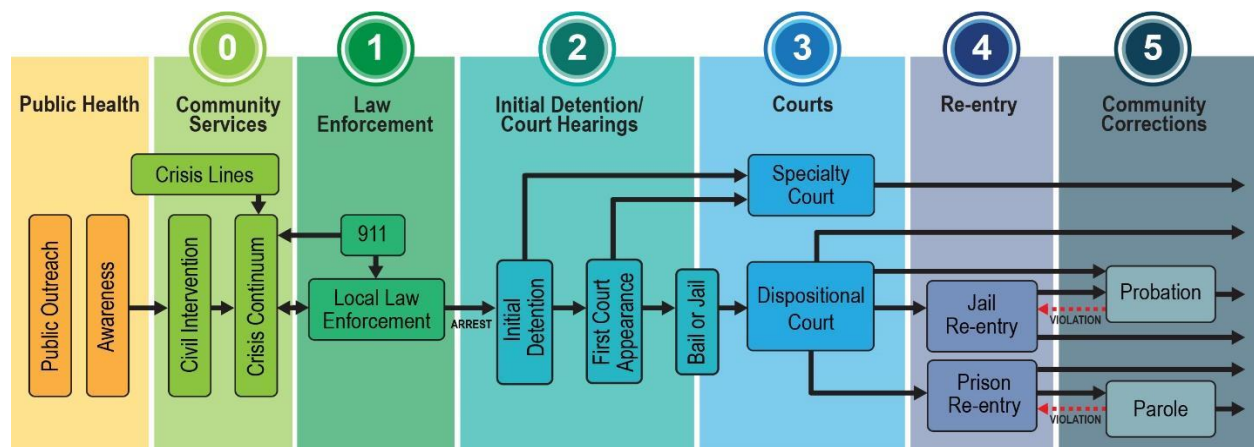 0
1
2
3
4
5
Public Health
Community
Services
Law
Enforcement
Initial Detention/
Court Hearings
Courts
Re-entry
Community
Corrections
Crisis Lines
Public Outreach
Awareness
Civil Intervention
Crisis Continuum
911
Local Law
Enforcement
ARREST
Initial
Detention
First Court
Appearance
Bail or Jail
Specialty
Court
Dispositional
Court
Jail
Re-entry
Prison
Re-entry
VIOLATION
Probation
VIOLATION
Parole